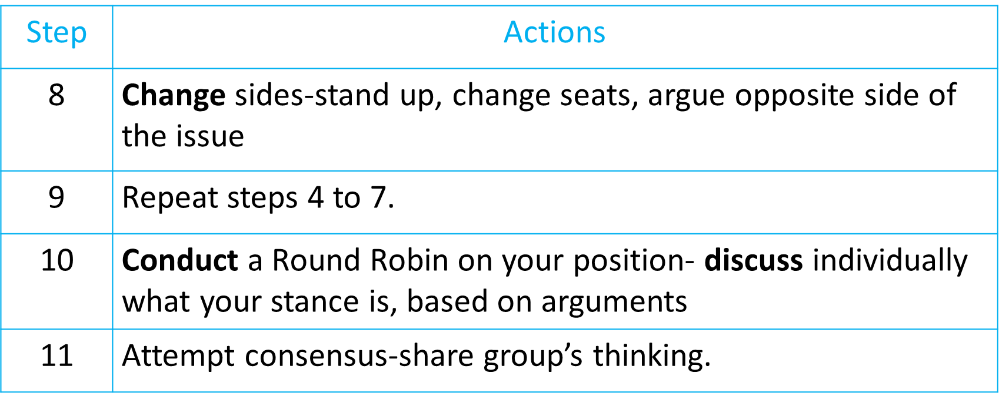 Step Actions
8 Change sides-stand up, change seats, argue opposite side of
the issue
9 Repeat steps 4 to 7.
10 Conduct a Round Robin on your position- discuss individually
what your stance is, based on arguments
11 Attempt consensus-share group’s thinking.